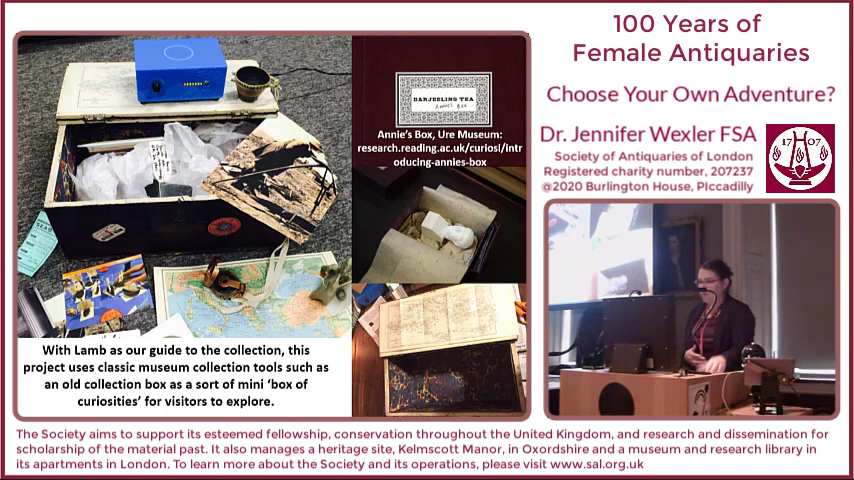 100 Years of
Female Antiquaries
Choose Your Own Adventure?
Dr. Jennifer Wexler FSA
Society of Antiquaries of London
Registered charity number, 207237
@2020 Burlington House, PIccadilly
17 07
DARJEELING TEA
ANNIE'S BOX
Annie's Box, Ure Museum:
research.reading.ac.uk/curiosi/intr
oducing-annies-box
With Lamb as our guide to the collection, this
project uses classic museum collection tools such as
an old collection box as a sort of mini 'box of
curiosities' for visitors to explore.
The Society aims to support its esteemed fellowship, conservation throughout the United Kingdom, and research and dissemination for
scholarship of the material past. It also manages a heritage site, Kelmscott Manor, in Oxordshire and a museum and research library in
its apartments in London. To learn more about the Society and its operations, please visit www.sal.org.uk